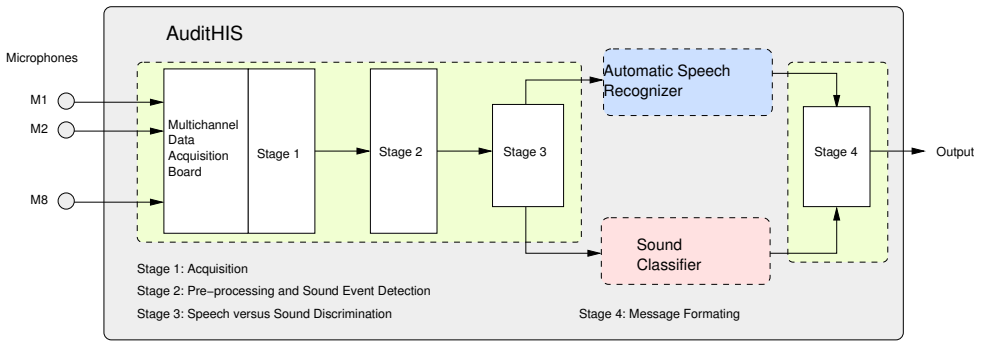 AuditHIS
Microphones
M1
M2
M8
Multichannel
Data
Acquisition
Board
Stage 1
Stage 2
Stage 3
Automatic Speech
Recognizer
Sound
Classifier
Stage 4
Output
Stage 1: Acquisition
Stage 2: Pre−processing and Sound Event Detection
Stage 3: Speech versus Sound Discrimination
Stage 4: Message Formating